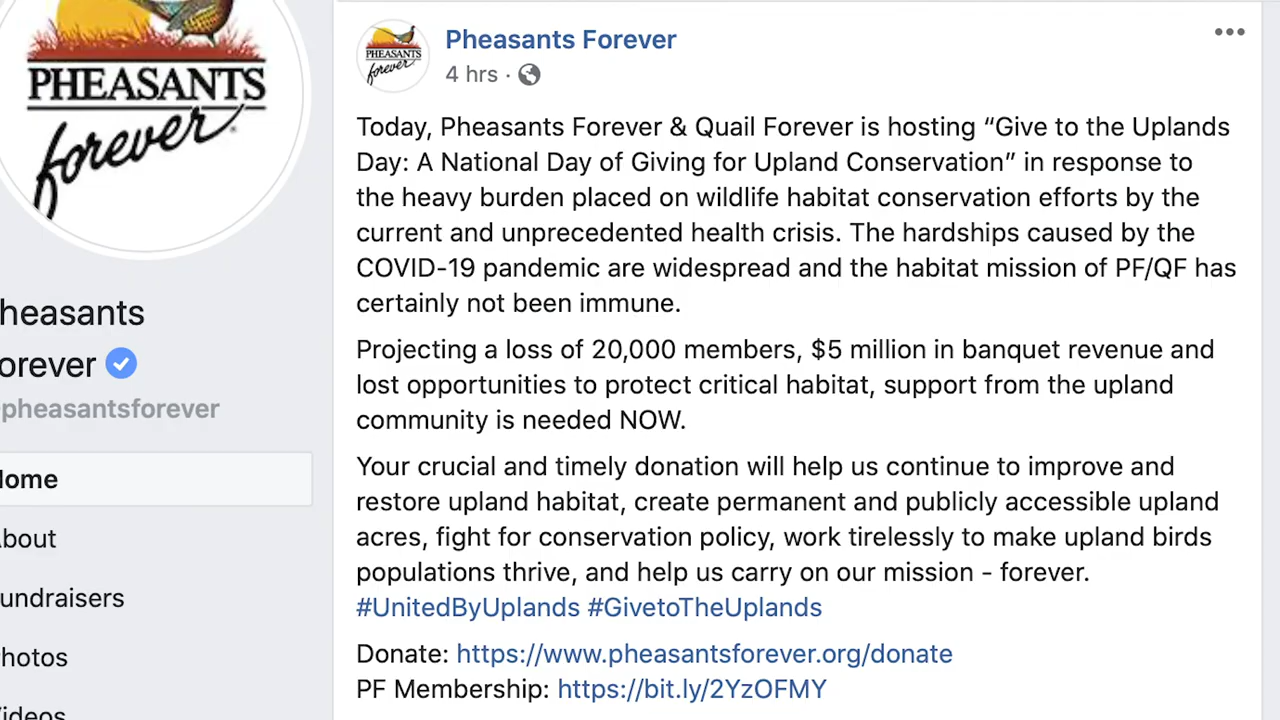 PHEASANTS
forever
heasants
orever
pheasantsforever
ome
bout
undraisers
hotos
ideos
PHEASANTS
forever
Pheasants Forever
4 hrs ·
Today, Pheasants Forever & Quail Forever is hosting “Give to the Uplands
Day: A National Day of Giving for Upland Conservation” in response to
the heavy burden placed on wildlife habitat conservation efforts by the
current and unprecedented health crisis. The hardships caused by the
COVID-19 pandemic are widespread and the habitat mission of PF/QF has
certainly not been immune.
Projecting a loss of 20,000 members, $5 million in banquet revenue and
lost opportunities to protect critical habitat, support from the upland
community is needed NOW.
Your crucial and timely donation will help us continue to improve and
restore upland habitat, create permanent and publicly accessible upland
acres, fight for conservation policy, work tirelessly to make upland birds
populations thrive, and help us carry on our mission - forever.
#UnitedByUplands #GivetoTheUplands
Donate: https://www.pheasantsforever.org/donate
PF Membership: https://bit.ly/2YzOFMY